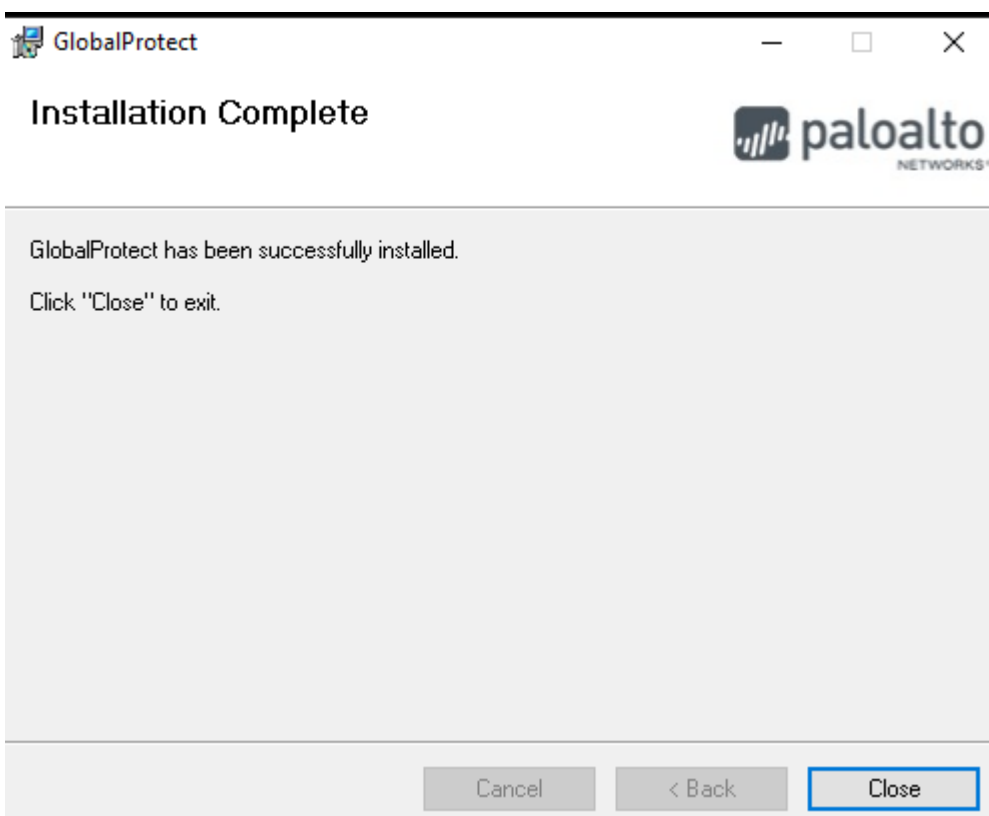 GlobalProtect
Installation Complete
paloalto
NETWORKS
GlobalProtect has been successfully installed.
Click "Close" to exit.
Cancel
< Back
Close